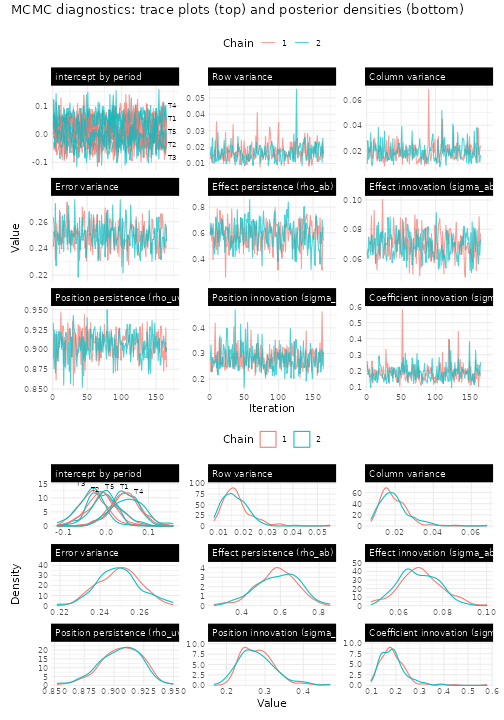 MCMC diagnostics: trace plots (top) and posterior densities (bottom)
Chain 1 2
intercept by period Row variance Column variance
0.1 0.0 -0.1
T4 T1 T5 T2 T3
0.05 0.04 0.03 0.02 0.01
0.06 0.04 0.02
Error variance Effect persistence (rho_ab) Effect innovation (sigma_ab
0.26 0.24 0.22
0.8 0.6 0.4
0.10 0.08 0.06
Value
Position persistence (rho_uv Position innovation (sigma_ Coefficient innovation (sigm
0.950 0.925 0.900 0.875 0.850
0.4 0.3 0.2
0.6 0.5 0.4 0.3 0.2 0.1
0 50 100 150 0 50 100 150 0 50 100 150
Iteration
Chain 1 2
intercept by period Row variance Column variance
15 10 5 0
T3 T2 T5 T1 T4
-0.1 0.0 0.1
100 75 50 25 0
0.01 0.02 0.03 0.04 0.05
60 40 20 0
0.02 0.04 0.06
Error variance Effect persistence (rho_ab) Effect innovation (sigma_ab
40 30 20 10 0
0.22 0.24 0.26
4 3 2 1 0
0.4 0.6 0.8
50 40 30 20 10 0
0.06 0.08 0.10
Density
Position persistence (rho_uv Position innovation (sigma_ Coefficient innovation (sigm
20 15 10 5 0
0.850 0.875 0.900 0.925 0.950
10.0 7.5 5.0 2.5 0.0
0.2 0.3 0.4
10.0 7.5 5.0 2.5 0.0
0.1 0.2 0.3 0.4 0.5 0.6
Value